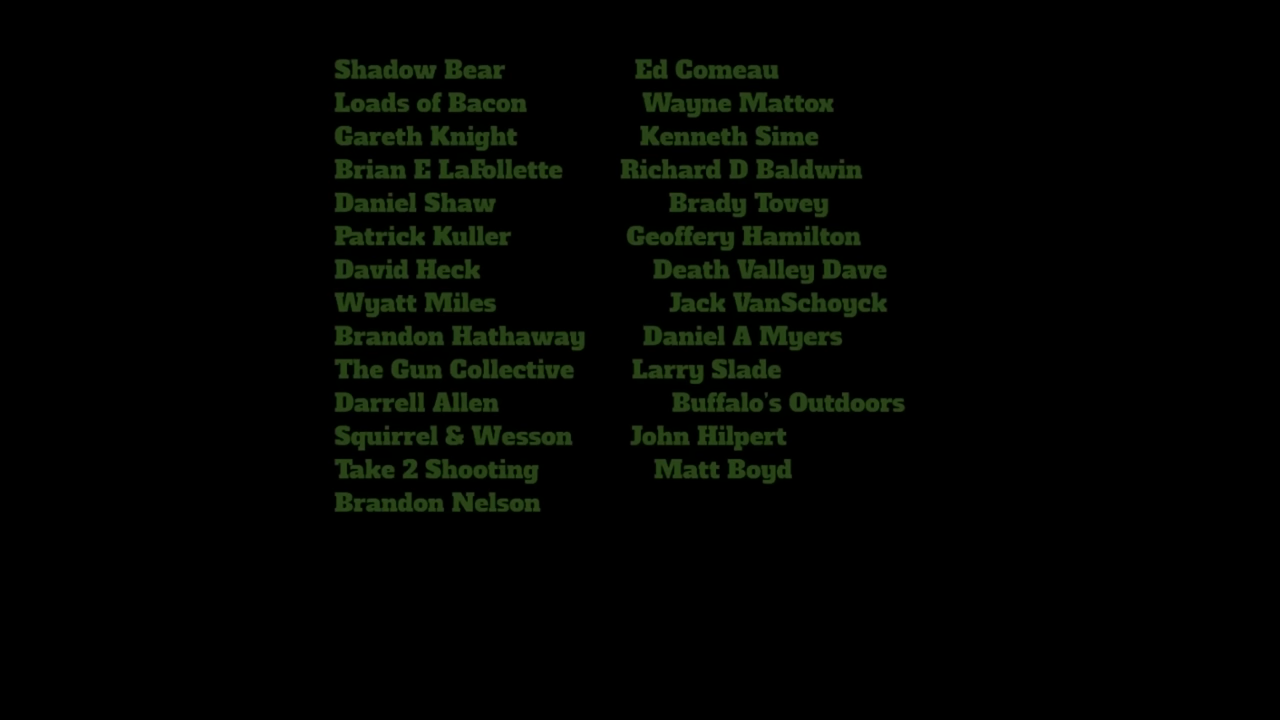 Shadow Bear Ed Comeau
Loads of Bacon Wayne Mattox
Gareth Knight Kenneth Sime
Brian E LaFollette Richard D Baldwin
Daniel Shaw Brady Tovey
Patrick Kuller Geoffery Hamilton
David Heck Death Valley Dave
Wyatt Miles Jack VanSchoyck
Brandon Hathaway Daniel A Myers
The Gun Collective Larry Slade
Darrell Allen Buffalo's Outdoors
Squirrel & Wesson John Hilpert
Take 2 Shooting Matt Boyd
Brandon Nelson